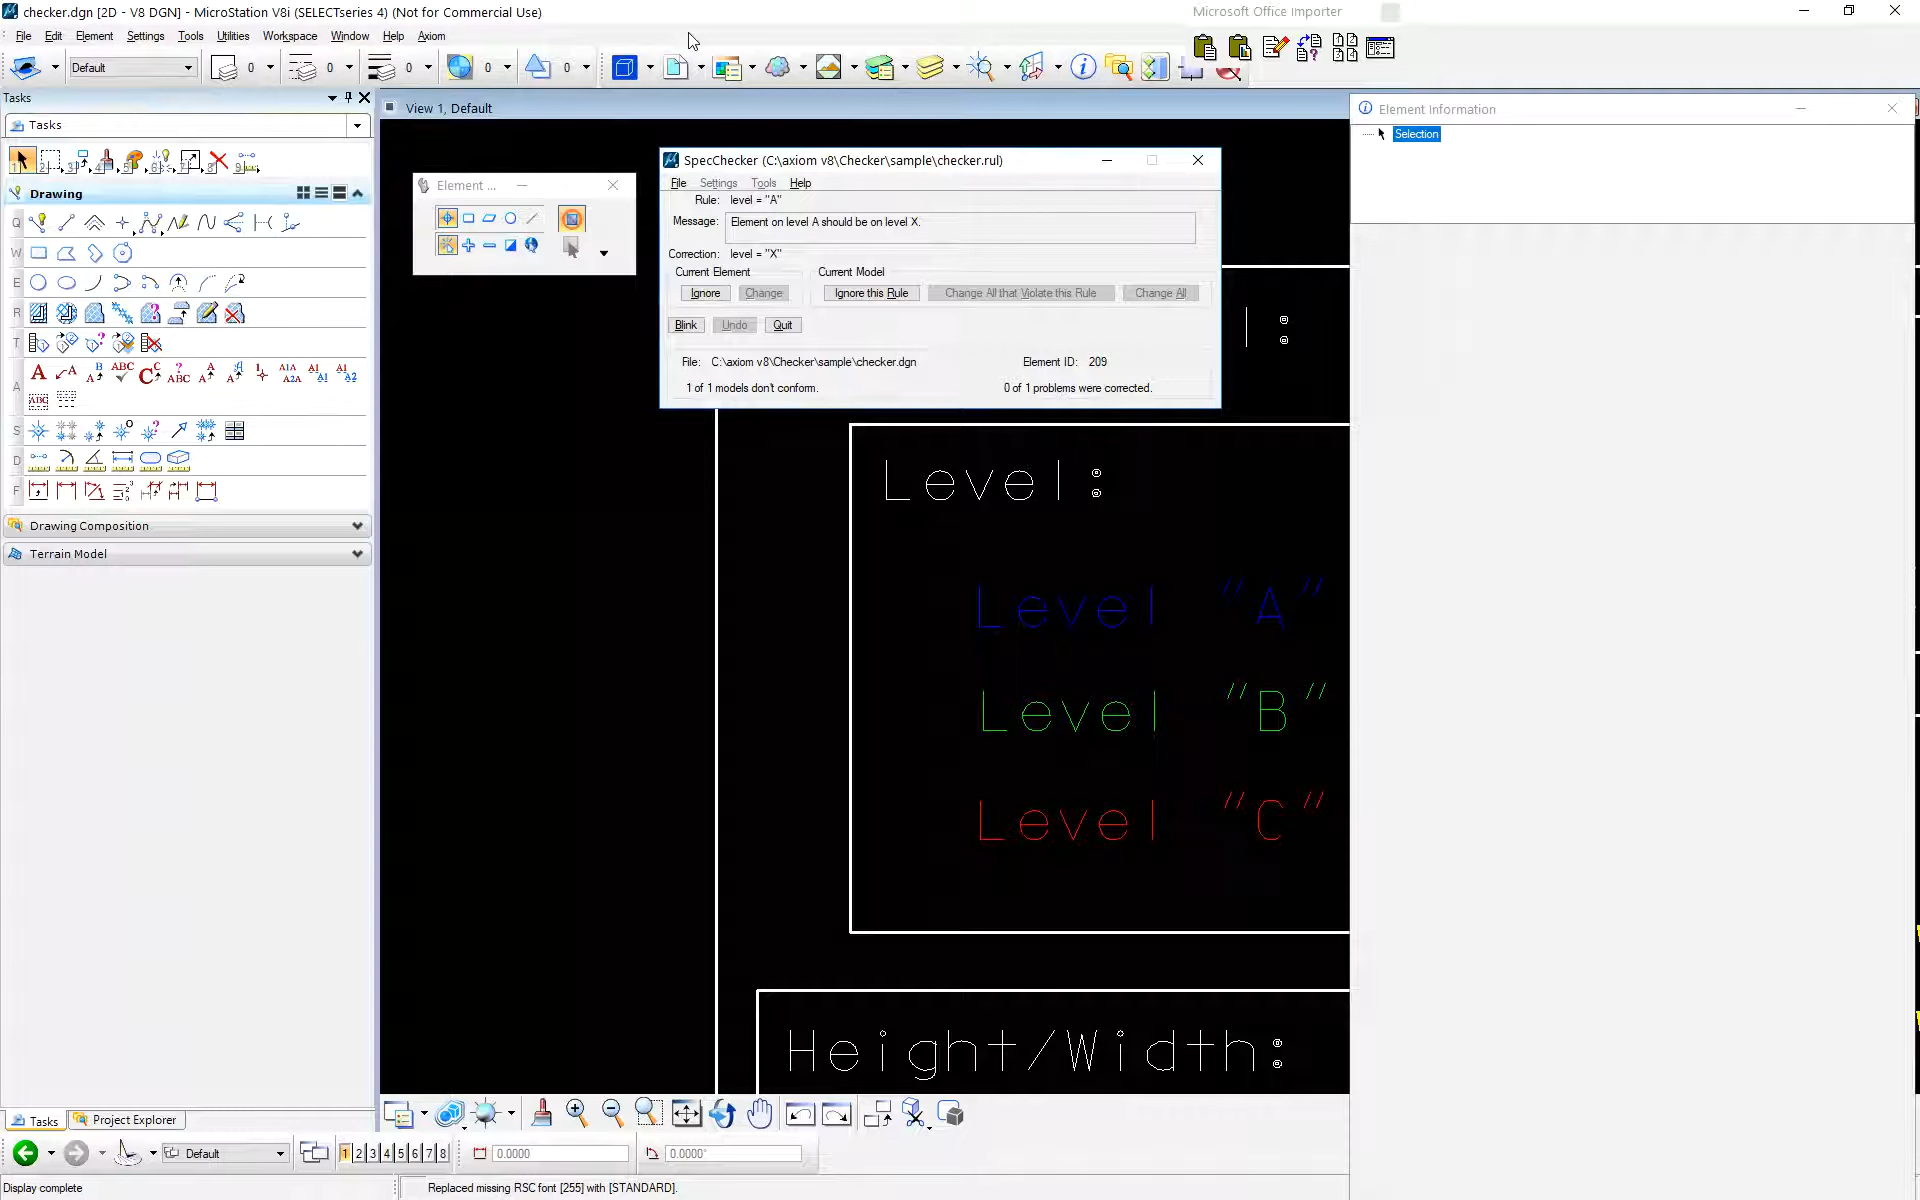 checker.dgn [2D - V8 DGN] - MicroStation V8i (SELECTseries 4) (Not for Commercial Use)
Microsoft Office Importer
File Edit Element Settings Tools Utilities Workspace Window Help Axiom
Default 0 0 0 0 0
Tasks
View 1, Default
Element Information
Tasks
Selection
Drawing
Element ...
SpecChecker (C:\axiom v8\Checker\sample\checker.rul)
File Settings Tools Help
Rule: level = "A"
Message: Element on level A should be on level X.
Correction: level = "X"
Current Element
Current Model
Ignore Change Ignore this Rule Change All that Violate this Rule Change All
Blink Undo Quit
File: C:\axiom v8\Checker\sample\checker.dgn
Element ID: 209
1 of 1 models don't conform.
0 of 1 problems were corrected.
Q
W
E
R
T
A
S
D
F
Drawing Composition
Terrain Model
Level:
Level "A"
Level "B"
Level "C"
Height/Width:
Tasks Project Explorer
Default 1 2 3 4 5 6 7 8 0.0000 0.0000°
Display complete
Replaced missing RSC font [255] with [STANDARD].